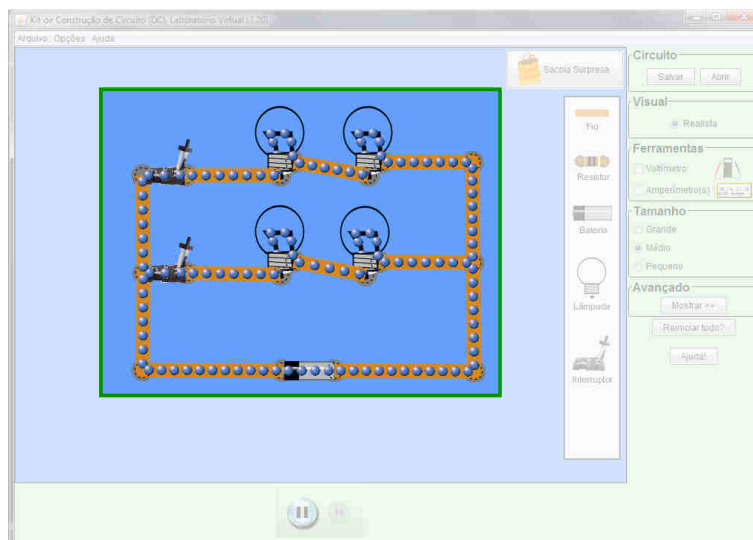 Kit de Construção de Circuito (DC), Laboratório Virtual (3.20)
Arquivo Opções Ajuda
Sacola Surpresa
Fio
Resistor
Bateria
Lâmpada
Interruptor
Circuito
Salvar Abrir
Visual
Realista
Ferramentas
Voltímetro
Amperímetro(s)
Tamanho
Grande
Médio
Pequeno
Avançado
Mostrar >>
Reiniciar tudo?
Ajuda!